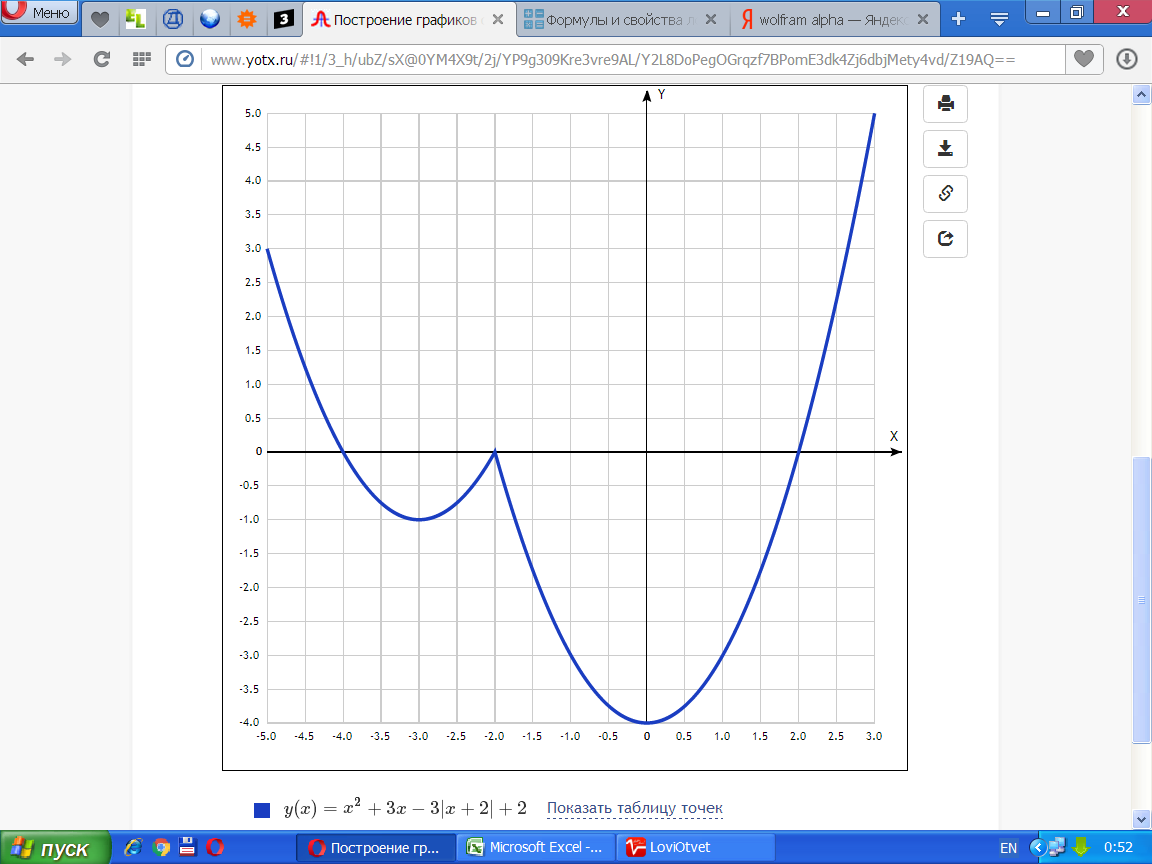 Меню
3
Построение графиков
Формулы и свойства л
Я wolfram alpha — Яндекс
www.yotx.ru/#!1/3_h/ubZ/sX@0YM4X9t/2j/YP9g309Kre3vre9AL/Y2L8DoPegOGrqzf7BPomE3dk4Zj6dbjMety4vd/Z19AQ==
Y
5.0
4.5
4.0
3.5
3.0
2.5
2.0
1.5
1.0
0.5
X
0
-0.5
-1.0
-1.5
-2.0
-2.5
-3.0
-3.5
-4.0
-5.0 -4.5 -4.0 -3.5 -3.0 -2.5 -2.0 -1.5 -1.0 -0.5 0 0.5 1.0 1.5 2.0 2.5 3.0
y(x) = x² + 3x − 3|x + 2| + 2 Показать таблицу точек
пуск Построение гр... Microsoft Excel -... LoviOtvet EN 0:52